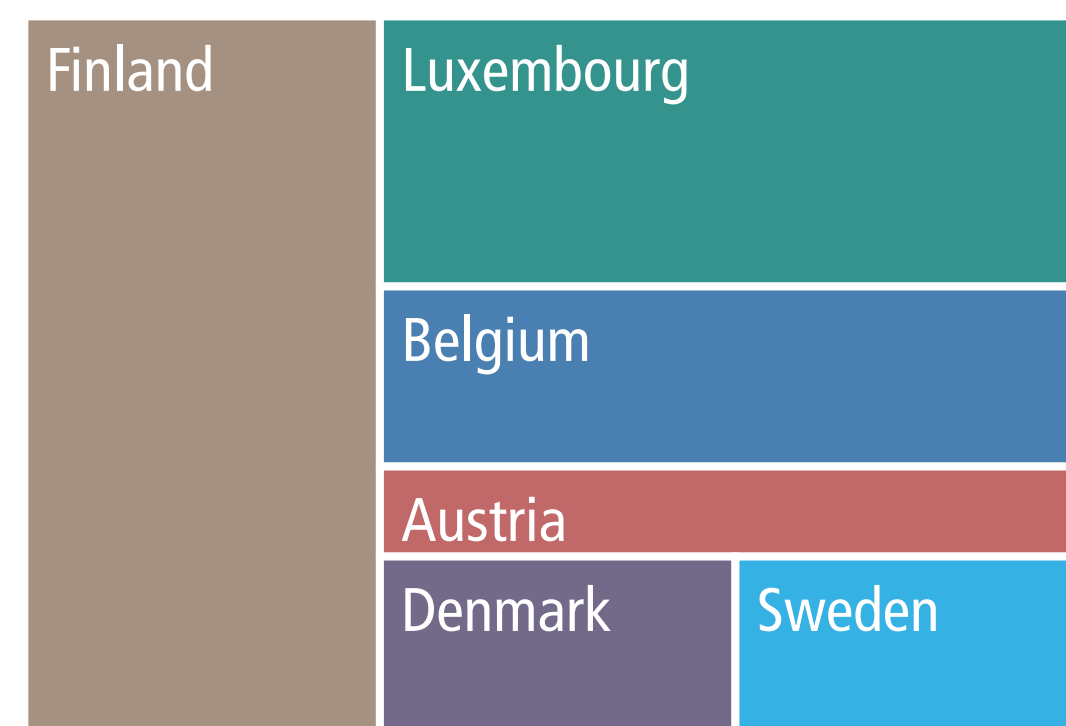 Finland
Luxembourg
Belgium
Austria
Denmark
Sweden